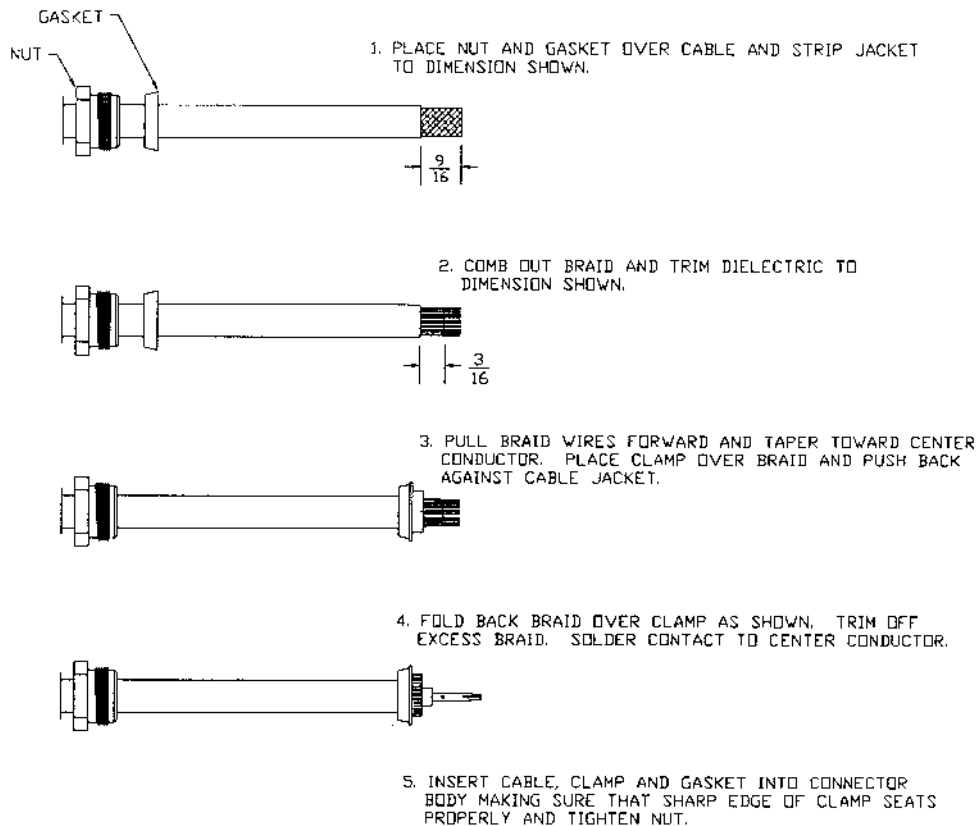 GASKET
NUT
1. PLACE NUT AND GASKET OVER CABLE AND STRIP JACKET
TO DIMENSION SHOWN.
9
16
2. COMB OUT BRAID AND TRIM DIELECTRIC TO
DIMENSION SHOWN.
3
16
3. PULL BRAID WIRES FORWARD AND TAPER TOWARD CENTER
CONDUCTOR. PLACE CLAMP OVER BRAID AND PUSH BACK
AGAINST CABLE JACKET.
4. FOLD BACK BRAID OVER CLAMP AS SHOWN. TRIM OFF
EXCESS BRAID. SOLDER CONTACT TO CENTER CONDUCTOR.
5. INSERT CABLE, CLAMP AND GASKET INTO CONNECTOR
BODY MAKING SURE THAT SHARP EDGE OF CLAMP SEATS
PROPERLY AND TIGHTEN NUT.